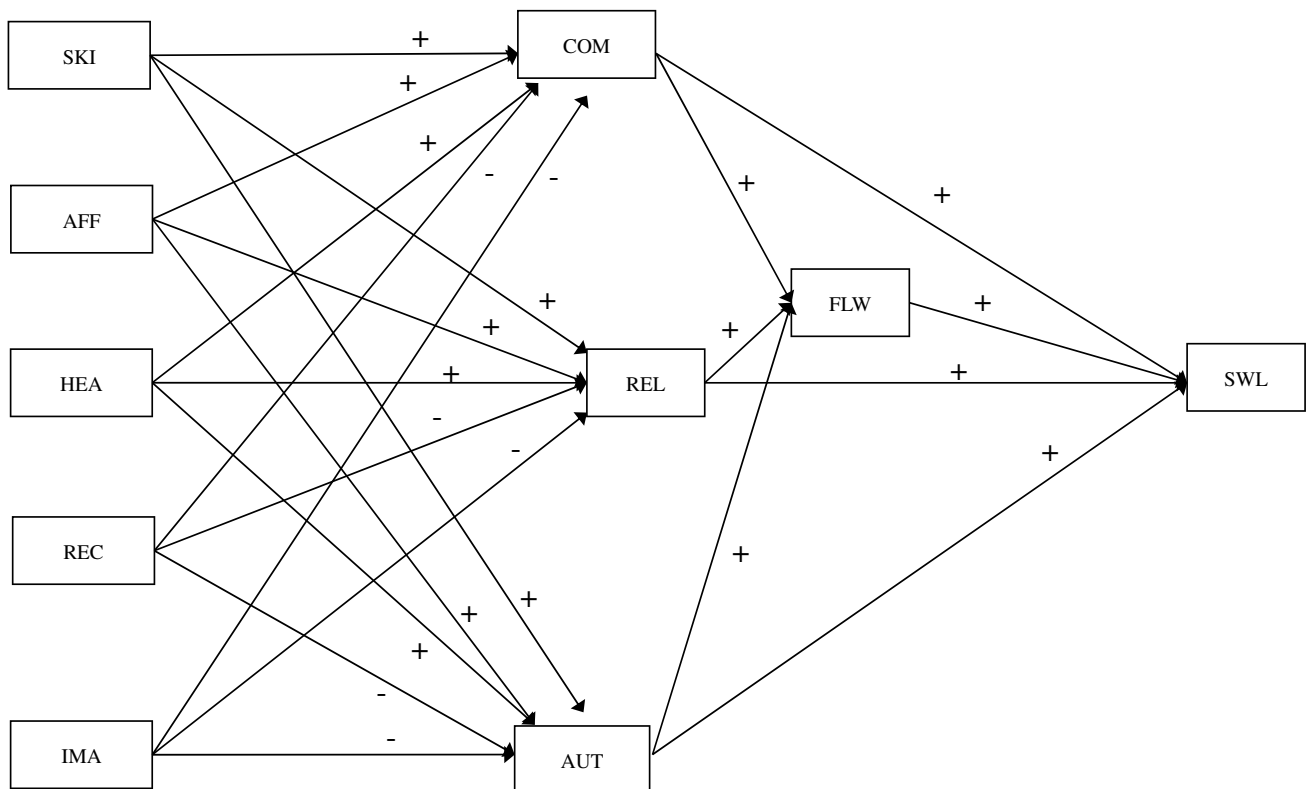 SKI
COM
+
+
+
-
-
AFF
+
+
FLW
+
+
+
+
HEA
+
REL
+
SWL
-
-
+
REC
+
+
+
+
-
-
IMA
AUT